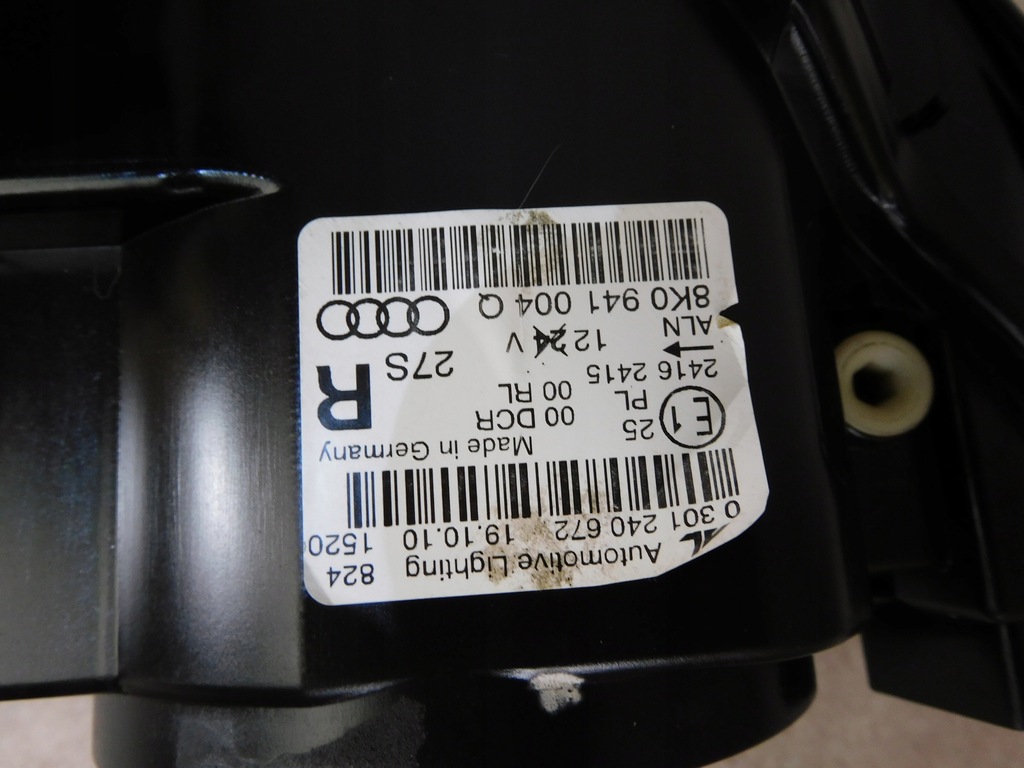 Automotive Lighting 824
0 301 240 672 19.10.10 1520
Made in Germany
E1 25 PL
00 DCR
00 RL
R
2416 2415
27S
ALN
12 24 V
8K0 941 004 Q